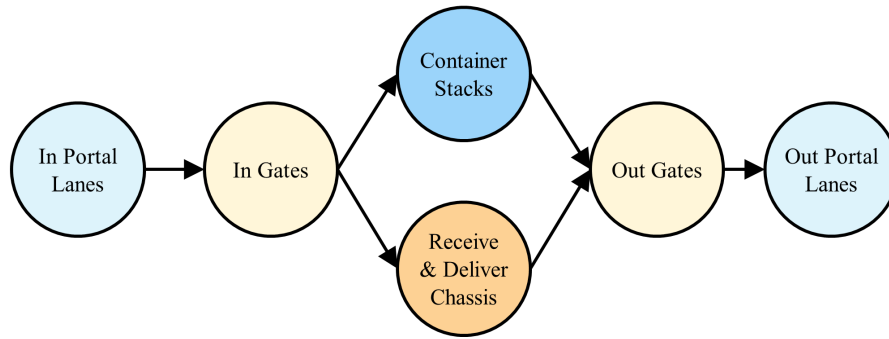 In Portal
Lanes
In Gates
Container
Stacks
Receive
& Deliver
Chassis
Out Gates
Out Portal
Lanes